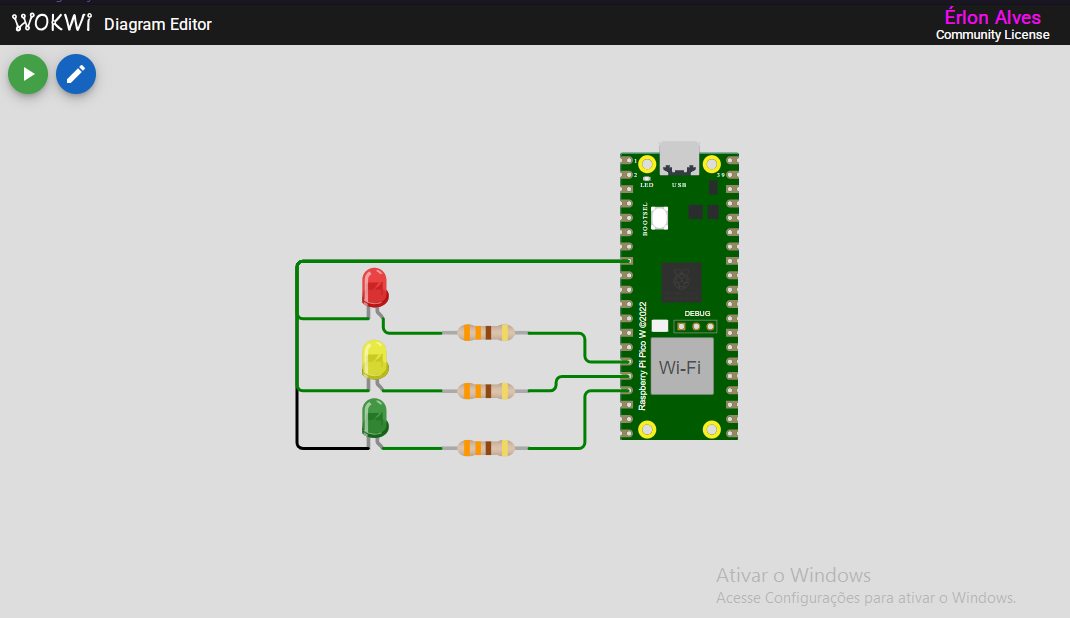 WOKWI Diagram Editor
Érlon Alves
Community License
1
2
39
LED
USB
BOOTSEL
DEBUG
Raspberry Pi Pico W ©2022
Wi-Fi
Ativar o Windows
Acesse Configurações para ativar o Windows.